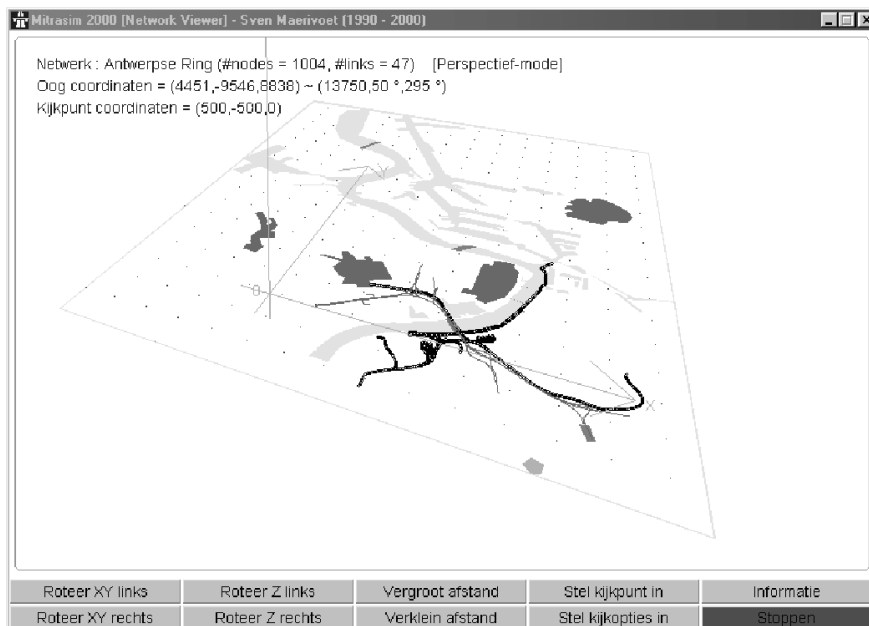 Mitrasim 2000 [Network Viewer] - Sven Maerivoet (1990 - 2000)
Netwerk : Antwerpse Ring (#nodes = 1004, #links = 47) [Perspectief-mode]
Oog coordinaten = (4451,-9546,8838) ~ (13750,50 °,295 °)
Kijkpunt coordinaten = (500,-500,0)
Y
Z
0
X
Roteer XY links
Roteer Z links
Vergroot afstand
Stel kijkpunt in
Informatie
Roteer XY rechts
Roteer Z rechts
Verklein afstand
Stel kijkopties in
Stoppen